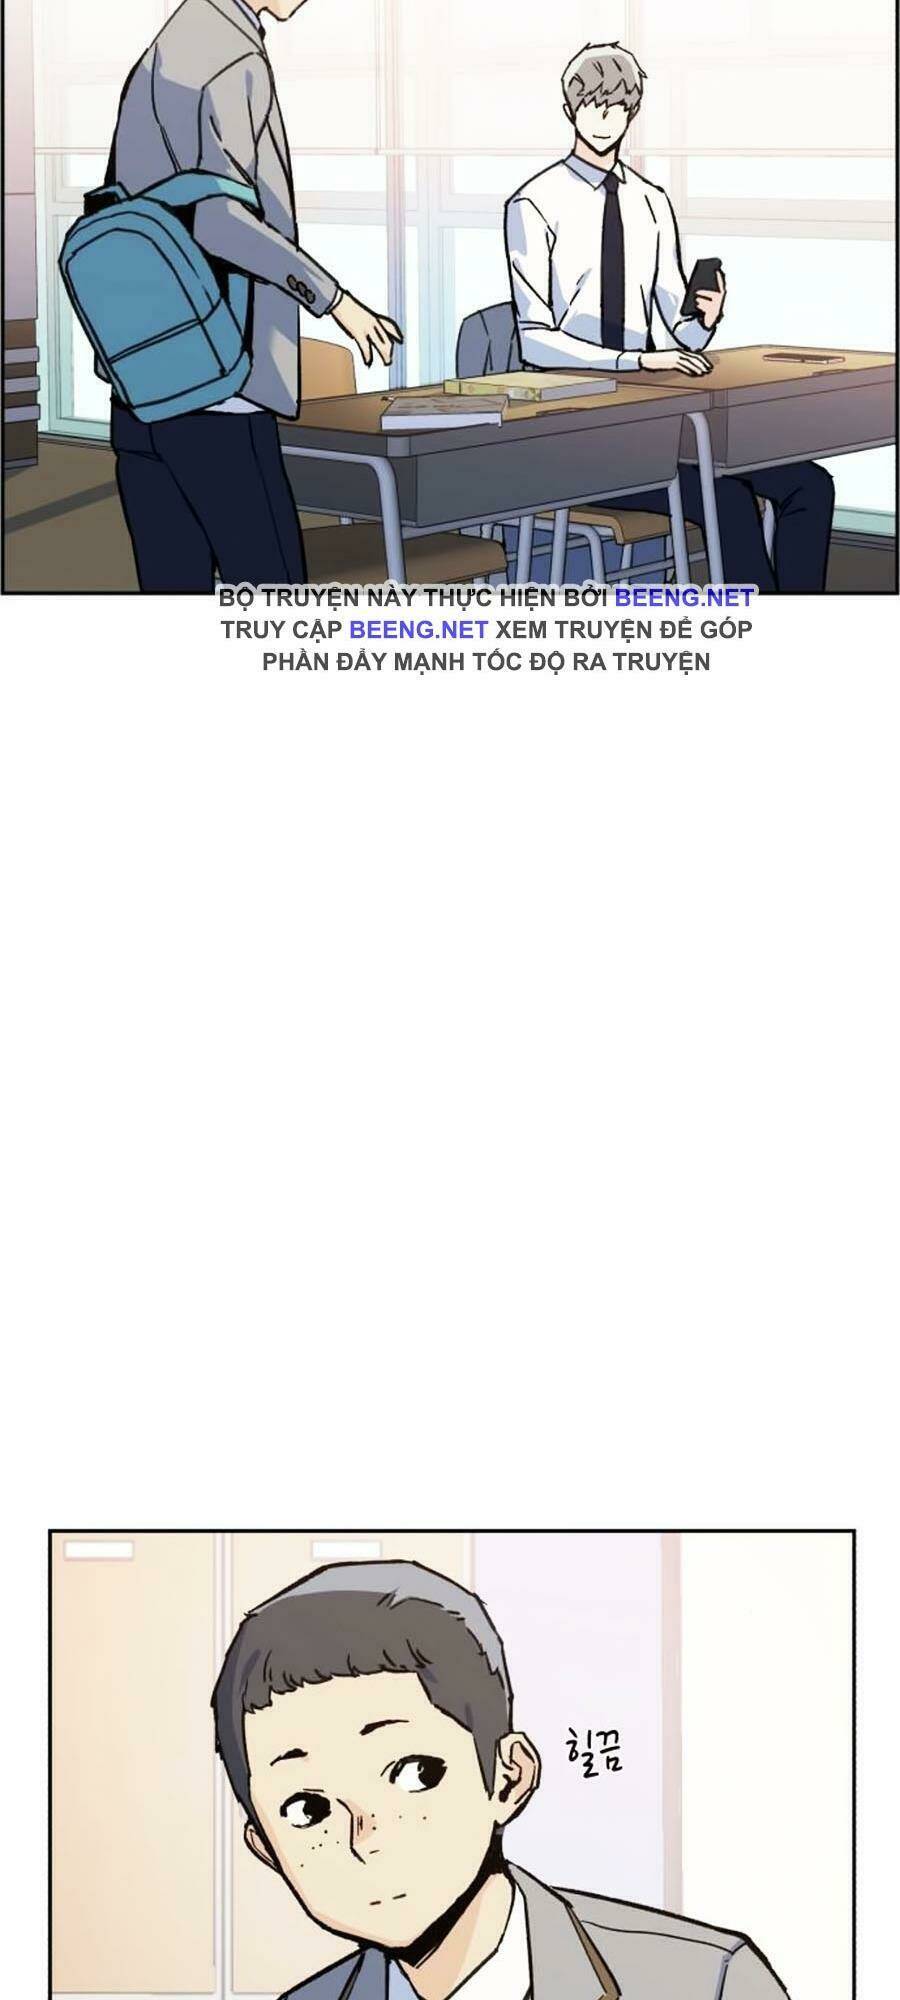 BỘ TRUYỆN NÀY THỰC HIỆN BỞI BEENG.NET
TRUY CẬP BEENG.NET XEM TRUYỆN ĐỂ GÓP
PHẦN ĐẨY MẠNH TỐC ĐỘ RA TRUYỆN
힐끔